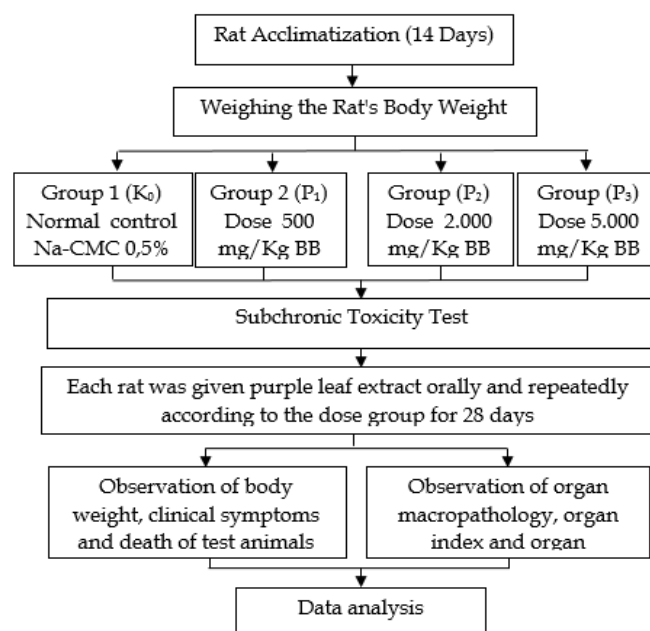 Rat Acclimatization (14 Days)
Weighing the Rat's Body Weight
Group 1 (K₀)
Normal control
Na-CMC 0,5%
Group 2 (P₁)
Dose 500
mg/Kg BB
Group (P₂)
Dose 2.000
mg/Kg BB
Group (P₃)
Dose 5.000
mg/Kg BB
Subchronic Toxicity Test
Each rat was given purple leaf extract orally and repeatedly
according to the dose group for 28 days
Observation of body
weight, clinical symptoms
and death of test animals
Observation of organ
macropathology, organ
index and organ
Data analysis